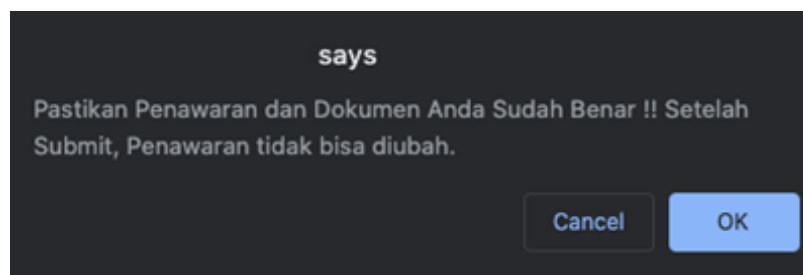 says
Pastikan Penawaran dan Dokumen Anda Sudah Benar !! Setelah
Submit, Penawaran tidak bisa diubah.
Cancel
OK